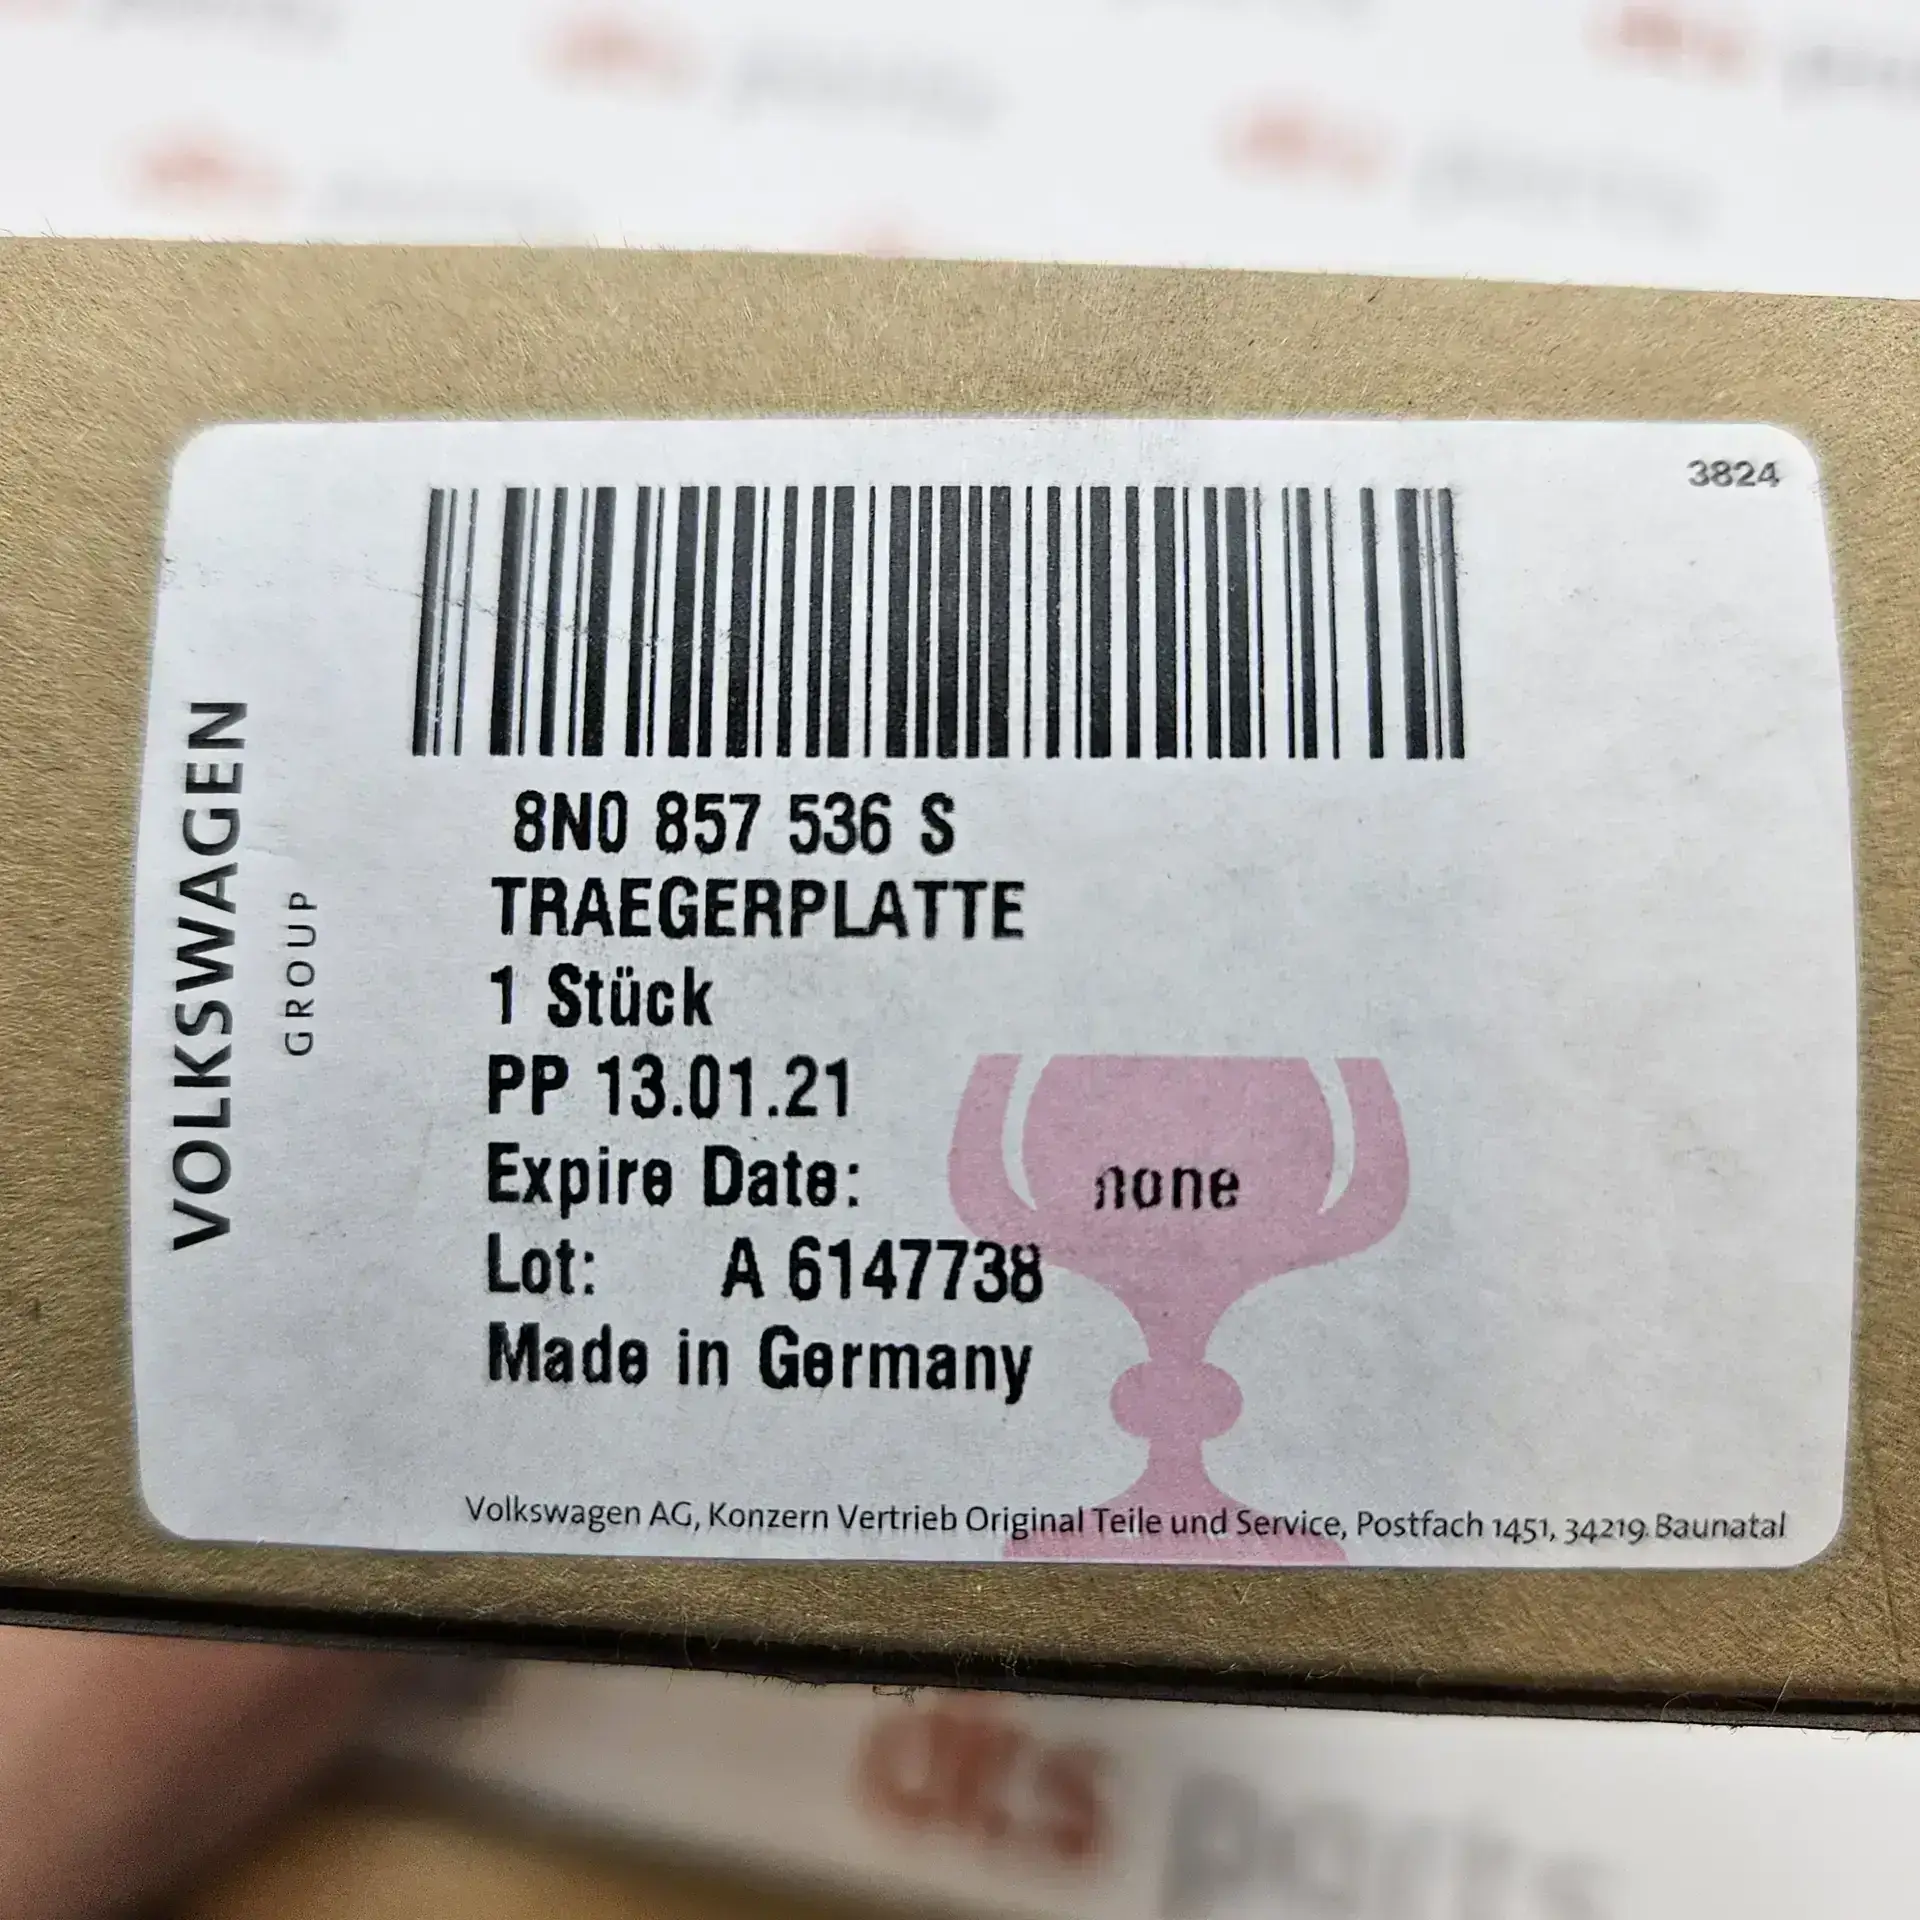 3824
VOLKSWAGEN
GROUP
8N0 857 536 S
TRAEGERPLATTE
1 Stück
PP 13.01.21
Expire Date: none
Lot: A 6147738
Made in Germany
Volkswagen AG, Konzern Vertrieb Original Teile und Service, Postfach 1451, 34219 Baunatal
parts